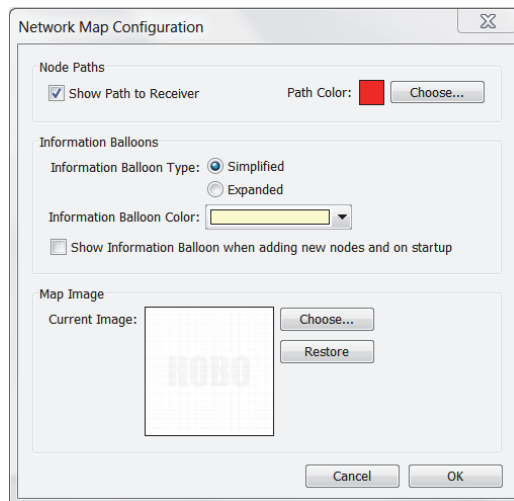 Network Map Configuration
Node Paths
Show Path to Receiver Path Color: Choose...
Information Balloons
Information Balloon Type: Simplified
Expanded
Information Balloon Color:
Show Information Balloon when adding new nodes and on startup
Map Image
Current Image: Choose...
Restore
HOBO
Cancel OK